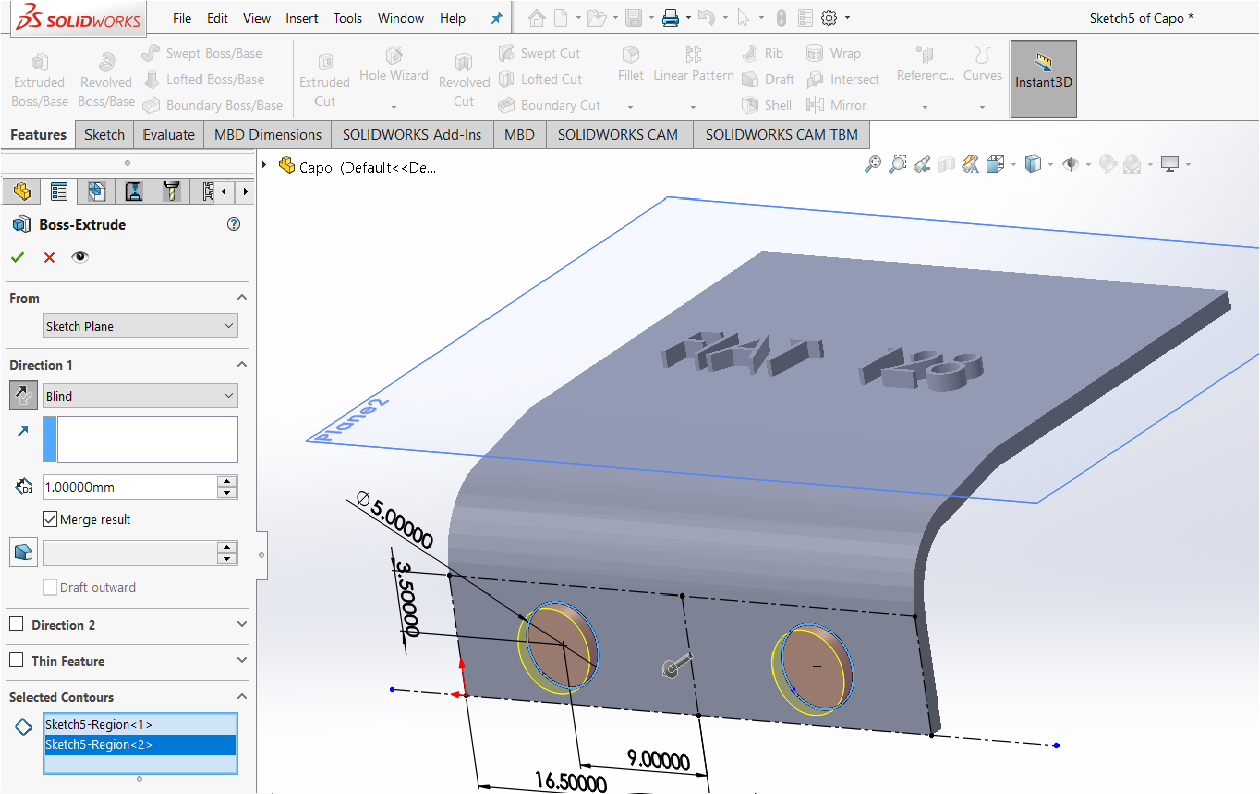 SOLIDWORKS File Edit View Insert Tools Window Help Sketch5 of Capo *
Extruded Boss/Base
Revolved Boss/Base
Swept Boss/Base
Lofted Boss/Base
Boundary Boss/Base
Extruded Cut
Hole Wizard
Revolved Cut
Swept Cut
Lofted Cut
Boundary Cut
Fillet
Linear Pattern
Rib
Draft
Shell
Wrap
Intersect
Mirror
Referenc...
Curves
Instant3D
Features Sketch Evaluate MBD Dimensions SOLIDWORKS Add-Ins MBD SOLIDWORKS CAM SOLIDWORKS CAM TBM
Capo (Default<<De...
Boss-Extrude
From
Sketch Plane
Direction 1
Blind
1.00000mm
Merge result
Draft outward
Direction 2
Thin Feature
Selected Contours
Sketch5-Region<1>
Sketch5-Region<2>
Plane2
FIAT 128
Ø5.00000
3.50000
9.00000
16.50000